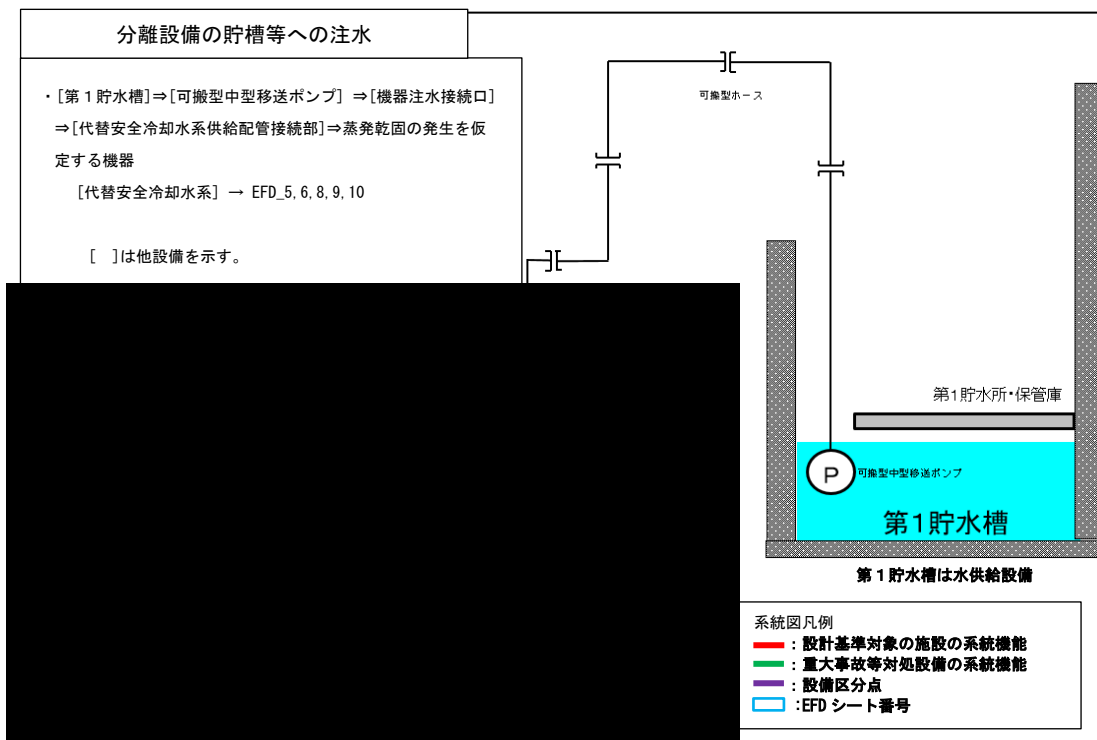 分離設備の貯槽等への注水
・[第１貯水槽]⇒[可搬型中型移送ポンプ] ⇒[機器注水接続口]
⇒[代替安全冷却水系供給配管接続部]⇒蒸発乾固の発生を仮
定する機器
[代替安全冷却水系] → EFD_5, 6, 8, 9, 10
[　]は他設備を示す。
可搬型ホース
第1貯水所・保管庫
P
可搬型中型移送ポンプ
第1貯水槽
第１貯水槽は水供給設備
系統図凡例
：設計基準対象の施設の系統機能
：重大事故等対処設備の系統機能
：設備区分点
：EFD シート番号